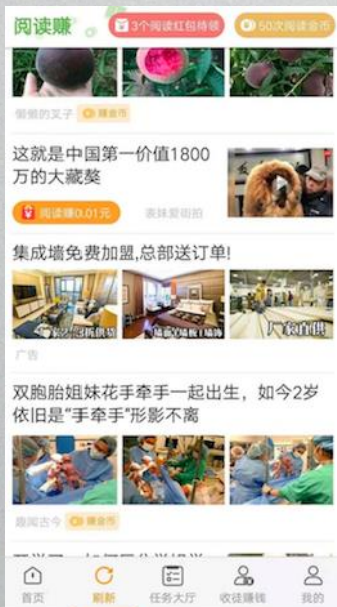 阅读赚
3个阅读红包待领
50次阅读金币
懒懒的叉子 赚金币
这就是中国第一价值1800
万的大藏獒
阅读赚0.01元 表妹爱街拍
集成墙免费加盟,总部送订单!
厂家直供
广告
双胞胎姐妹花手牵手一起出生，如今2岁
依旧是“手牵手”形影不离
趣闻古今 赚金币
首页 刷新 任务大厅 收徒赚钱 我的